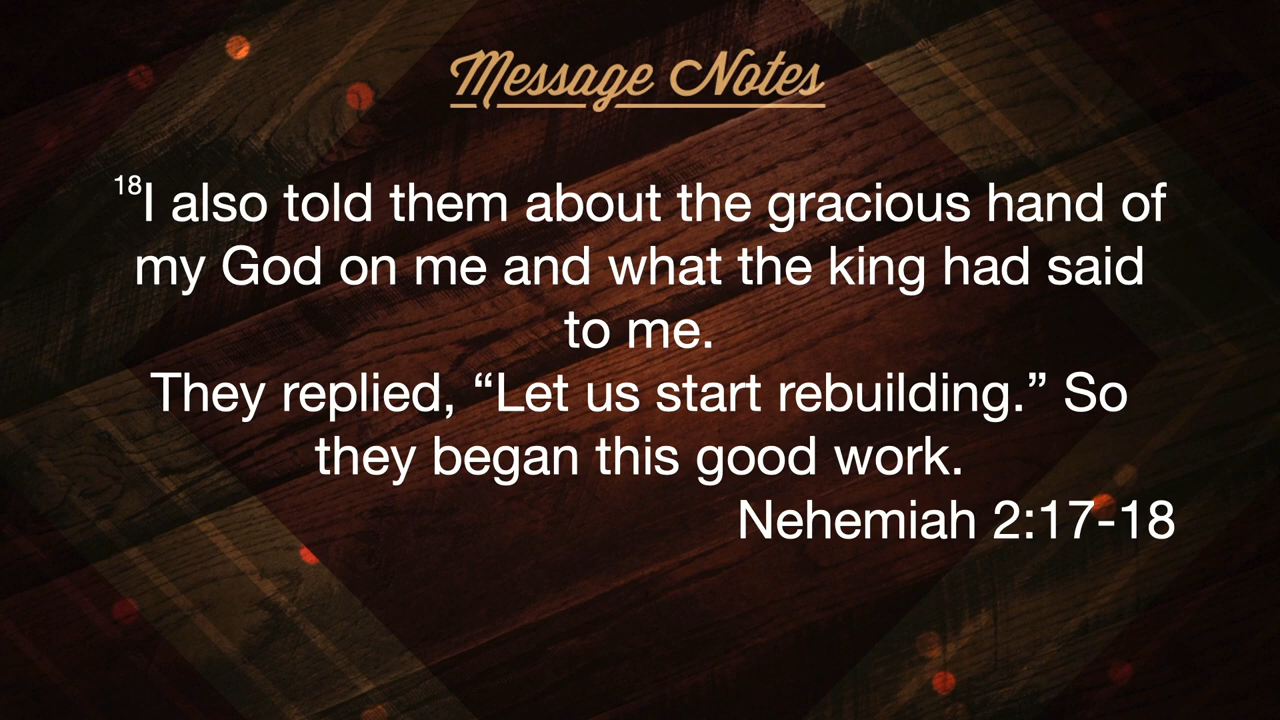 Message Notes
18I also told them about the gracious hand of
my God on me and what the king had said
to me.
They replied, “Let us start rebuilding.” So
they began this good work.
Nehemiah 2:17-18